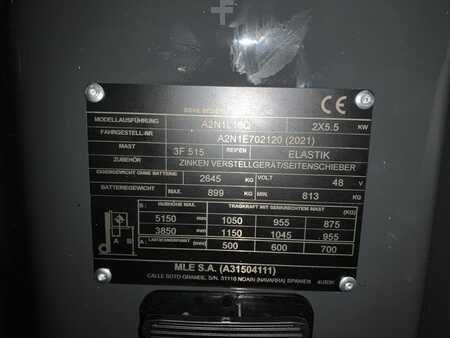 CE
MODELLAUSFÜHRUNG A2N1L16Q 2X5.5 KW
FAHRGESTELL-NR A2N1E702120 (2021)
MAST 3F 515 REIFEN ELASTIK
ZUBEHÖR ZINKEN VERSTELLGERÄT/SEITENSCHIEBER
GEWICHT OHNE BATTERIE 2645 KG VOLT 48 V
BATTERIEGEWICHT MAX. 899 KG MIN. 813 KG
B HUBHÖHE MAX. TRAGKRAFT MIT SENKRECHTEM MAST (KG)
5150 mm 1050 955 875
3850 mm 1150 1045 955
A LASTSCHWERPUNKT (mm) 500 600 700
A B
MLE S.A. (A31504111)
CALLE SOTO GRANDE, S/N. 31110 NOAIN (NAVARRA) SPANIEN